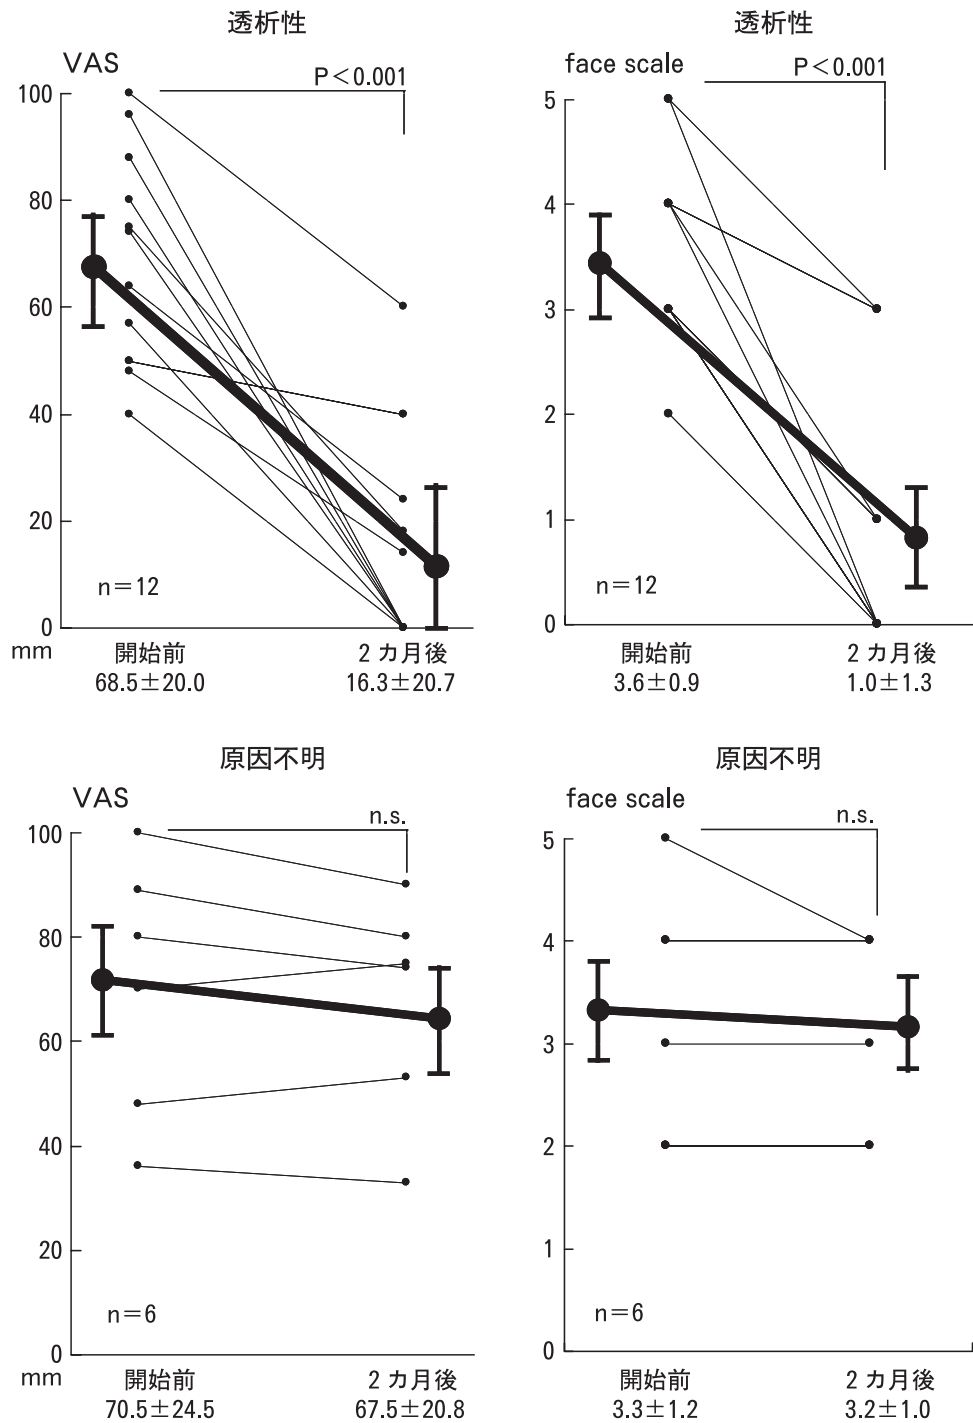 透析性
VAS
P<0.001
100
80
60
40
20
0
n=12
mm
開始前
2カ月後
68.5±20.0
16.3±20.7
透析性
face scale
P<0.001
5
4
3
2
1
0
n=12
開始前
2カ月後
3.6±0.9
1.0±1.3
原因不明
VAS
n.s.
100
80
60
40
20
0
n=6
mm
開始前
2カ月後
70.5±24.5
67.5±20.8
原因不明
face scale
n.s.
5
4
3
2
1
0
n=6
開始前
2カ月後
3.3±1.2
3.2±1.0